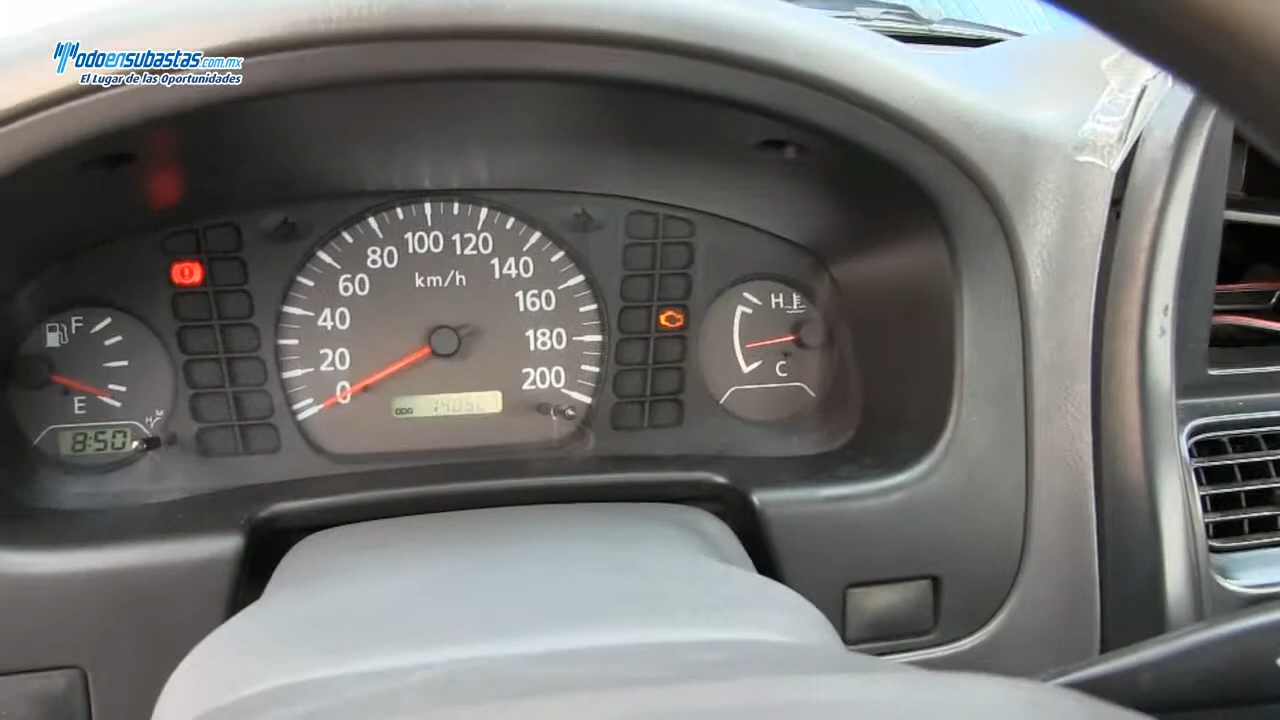 Todoensubastas.com.mx
El Lugar de las Oportunidades
0
20
40
60
80
100
120
140
160
180
200
km/h
ODO
F
E
8:50
H
M
H
C